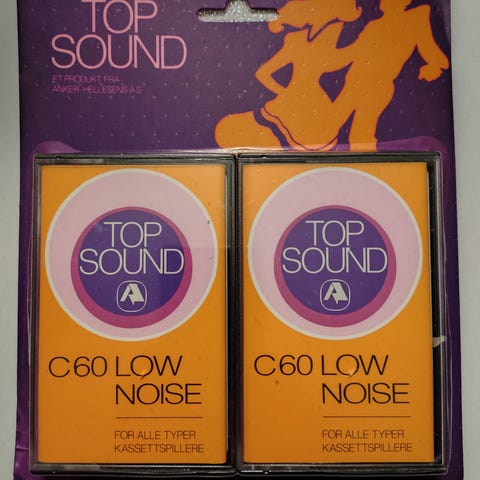 TOP
SOUND
ET PRODUKT FRA
ANKER-HELLESENS A.S
TOP
SOUND
C60 LOW
NOISE
FOR ALLE TYPER
KASSETTSPILLERE
TOP
SOUND
C60 LOW
NOISE
FOR ALLE TYPER
KASSETTSPILLERE